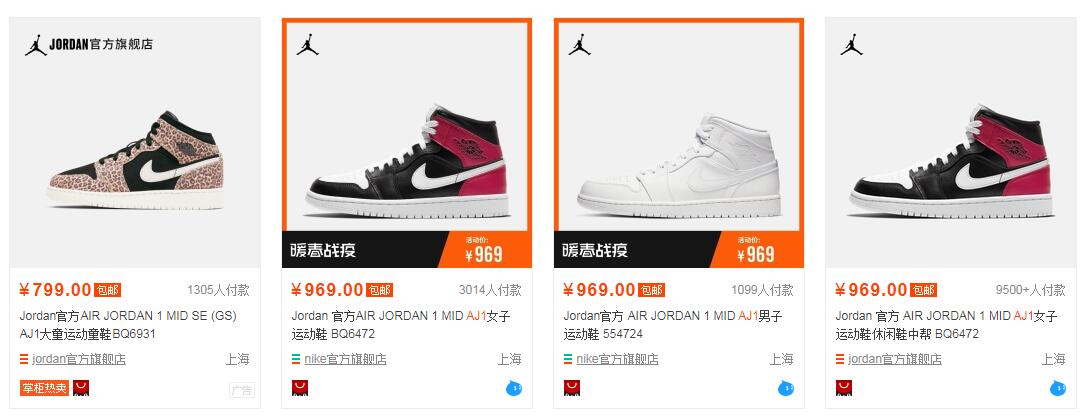 JORDAN官方旗舰店
¥799.00 包邮 1305人付款
Jordan官方AIR JORDAN 1 MID SE (GS)
AJ1大童运动童鞋BQ6931
jordan官方旗舰店 上海
掌柜热卖
广告
暖春战疫
活动价:
¥969
¥969.00 包邮 3014人付款
Jordan 官方AIR JORDAN 1 MID AJ1女子
运动鞋 BQ6472
nike官方旗舰店 上海
暖春战疫
活动价:
¥969
¥969.00 包邮 1099人付款
Jordan官方 AIR JORDAN 1 MID AJ1男子
运动鞋 554724
nike官方旗舰店 上海
¥969.00 包邮 9500+人付款
Jordan官方 AIR JORDAN 1 MID AJ1女子
运动鞋休闲鞋中帮 BQ6472
jordan官方旗舰店 上海